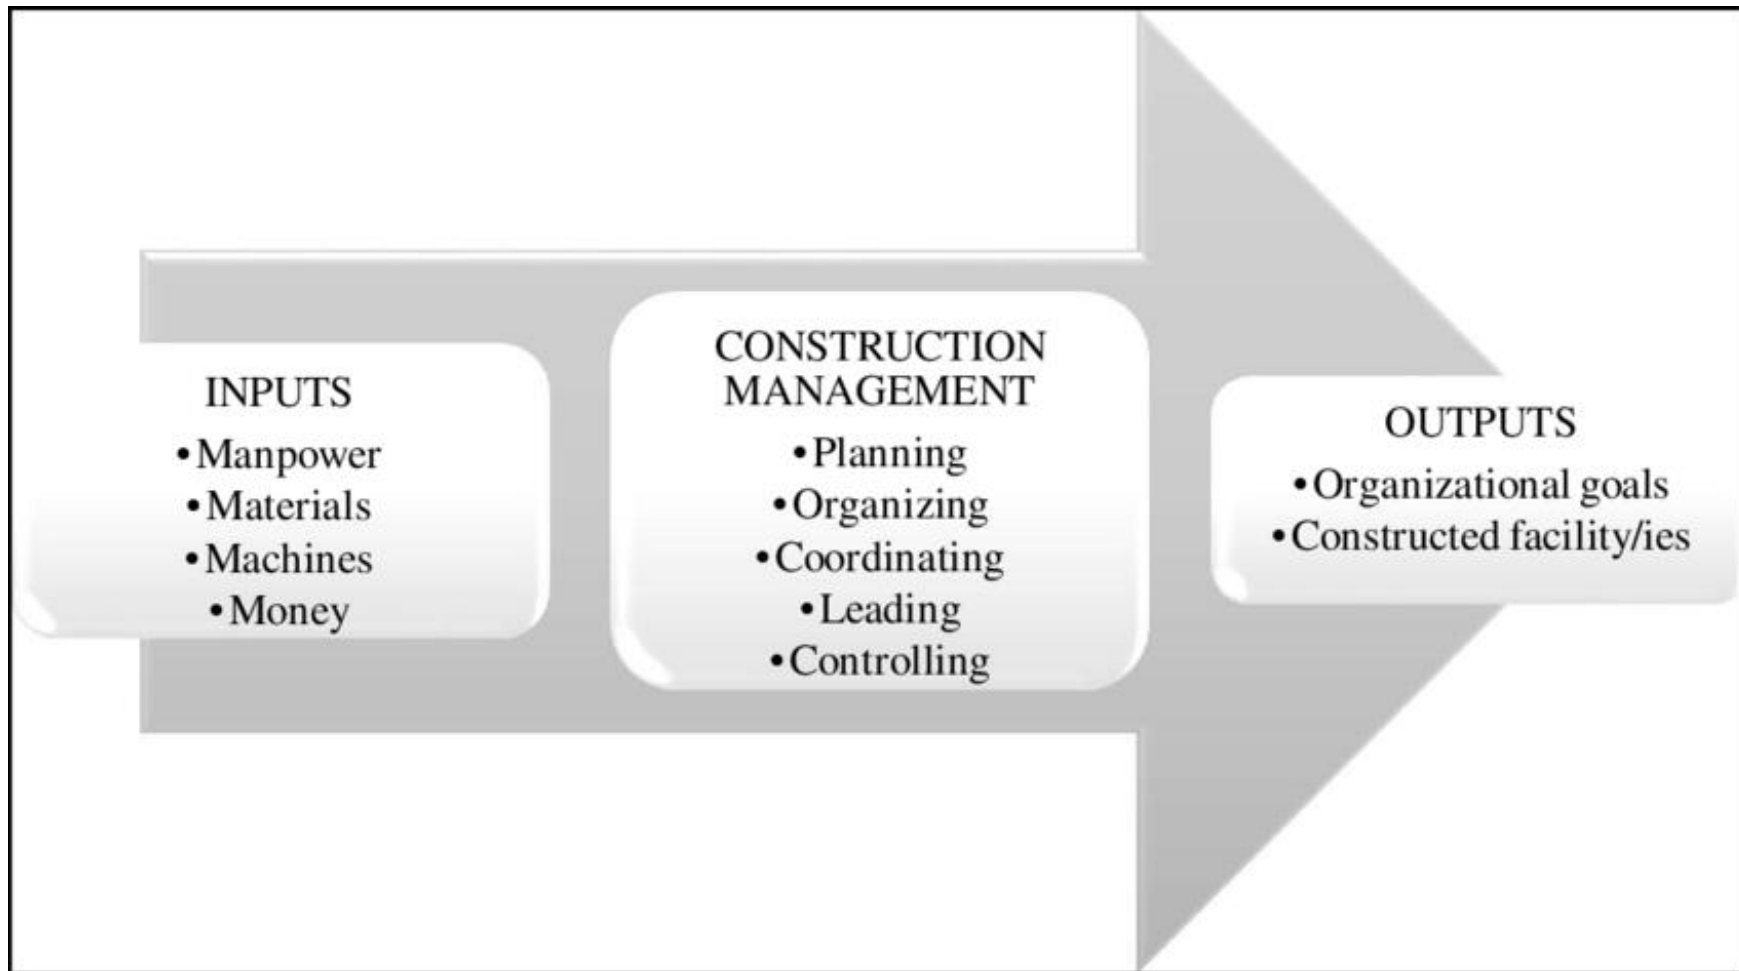 INPUTS
•Manpower
•Materials
•Machines
•Money
CONSTRUCTION
MANAGEMENT
•Planning
•Organizing
•Coordinating
•Leading
•Controlling
OUTPUTS
•Organizational goals
•Constructed facility/ies